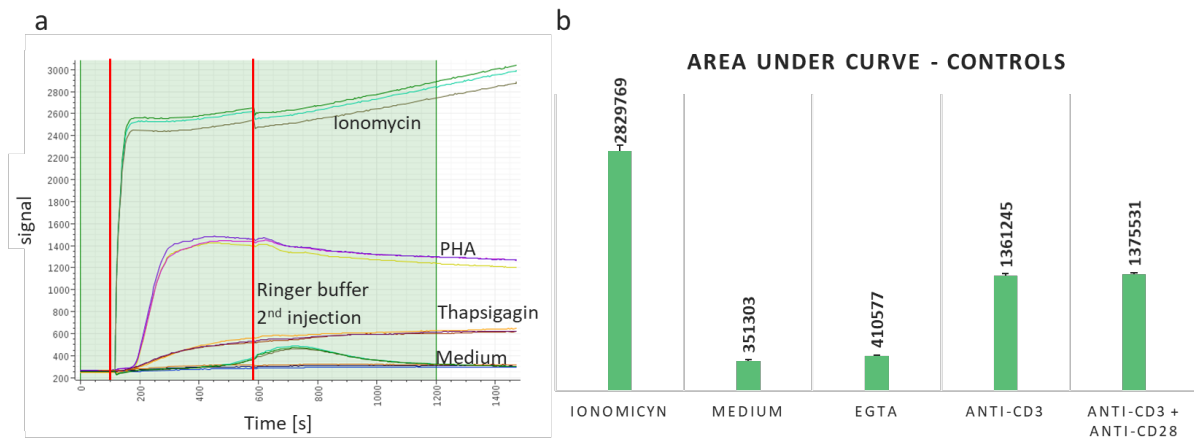 a
3000
2800
2600
2400
2200
2000
1800
1600
1400
1200
1000
800
600
400
200
signal
Ionomycin
PHA
Ringer buffer
2nd injection
Thapsigagin
Medium
0
200
400
600
800
1000
1200
1400
Time [s]
b
AREA UNDER CURVE - CONTROLS
2829769
351303
410577
1361245
1375531
IONOMICYN
MEDIUM
EGTA
ANTI-CD3
ANTI-CD3 +
ANTI-CD28